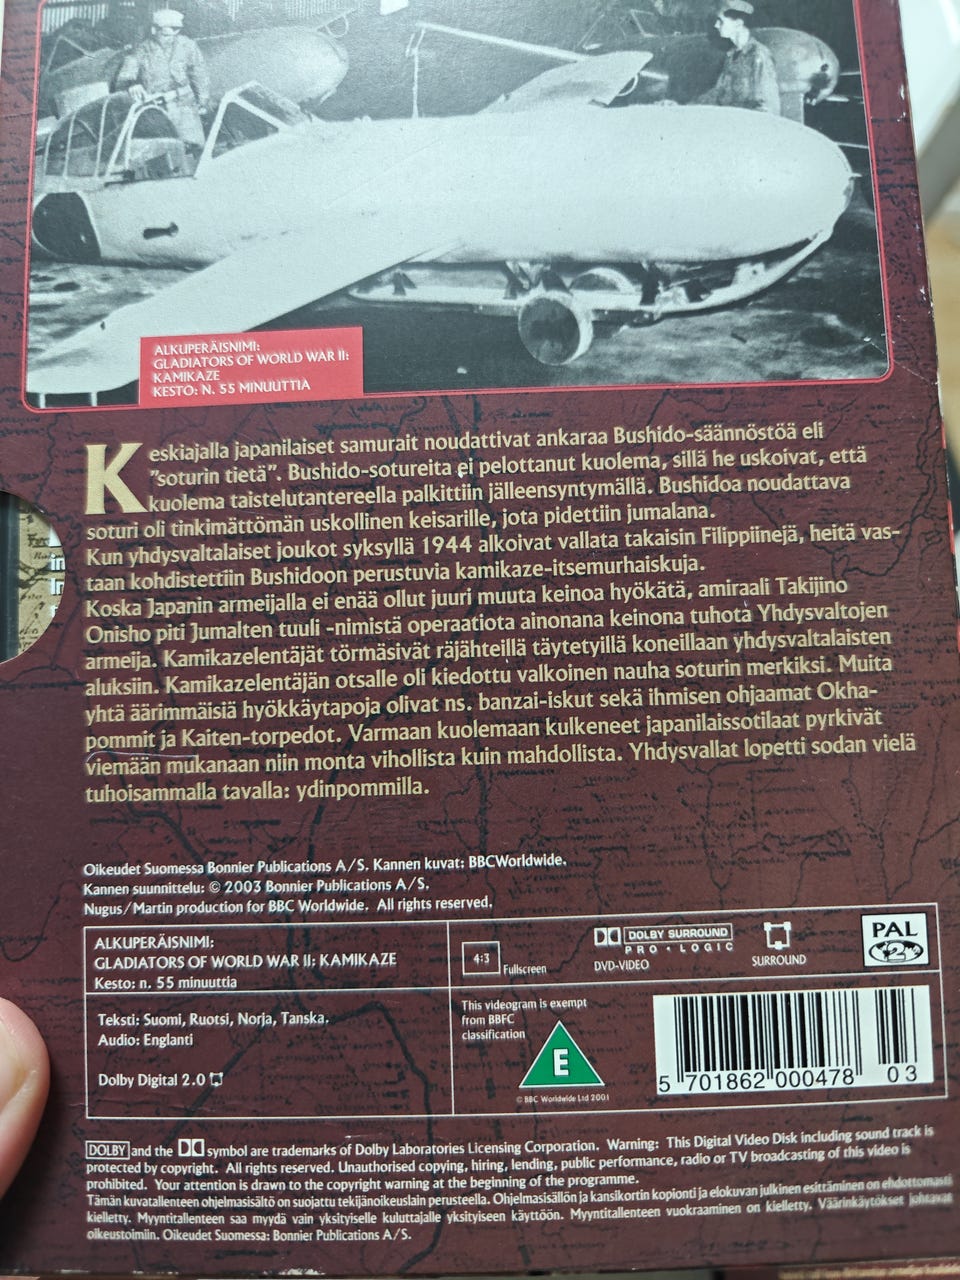 ALKUPERÄISNIMI:
GLADIATORS OF WORLD WAR II:
KAMIKAZE
KESTO: N. 55 MINUUTTIA
Keskiajalla japanilaiset samurait noudattivat ankaraa Bushido-säännöstöä eli
"soturin tietä". Bushido-sotureita ei pelottanut kuolema, sillä he uskoivat, että
kuolema taistelutantereella palkittiin jälleensyntymällä. Bushidoa noudattava
soturi oli tinkimättömän uskollinen keisarille, jota pidettiin jumalana.
Kun yhdysvaltalaiset joukot syksyllä 1944 alkoivat vallata takaisin Filippiinejä, heitä vas-
taan kohdistettiin Bushidoon perustuvia kamikaze-itsemurhaiskuja.
Koska Japanin armeijalla ei enää ollut juuri muuta keinoa hyökätä, amiraali Takijino
Onisho piti Jumalten tuuli -nimistä operaatiota ainonana keinona tuhota Yhdysvaltojen
armeija. Kamikazelentäjät törmäsivät räjähteillä täytetyillä koneillaan yhdysvaltalaisten
aluksiin. Kamikazelentäjän otsalle oli kiedottu valkoinen nauha soturin merkiksi. Muita
yhtä äärimmäisiä hyökkäytapoja olivat ns. banzai-iskut sekä ihmisen ohjaamat Okha-
pommit ja Kaiten-torpedot. Varmaan kuolemaan kulkeneet japanilaissotilaat pyrkivät
viemään mukanaan niin monta vihollista kuin mahdollista. Yhdysvallat lopetti sodan vielä
tuhoisammalla tavalla: ydinpommilla.
Oikeudet Suomessa Bonnier Publications A/S. Kannen kuvat: BBCWorldwide.
Kannen suunnittelu: © 2003 Bonnier Publications A/S.
Nugus/Martin production for BBC Worldwide. All rights reserved.
ALKUPERÄISNIMI:
GLADIATORS OF WORLD WAR II; KAMIKAZE
Kesto: n. 55 minuuttia
4:3
Fullscreen
DOLBY SURROUND
PRO • LOGIC
DVD-VIDEO
SURROUND
PAL
2
Teksti: Suomi, Ruotsi, Norja, Tanska.
Audio: Englanti
Dolby Digital 2.0
This videogram is exempt
from BBFC
classification
E
© BBC Worldwide Ltd 2001
5 701862 000478 03
DOLBY and the symbol are trademarks of Dolby Laboratories Licensing Corporation. Warning: This Digital Video Disk including sound track is
protected by copyright. All rights reserved. Unauthorised copying, hiring, lending, public performance, radio or TV broadcasting of this video is
prohibited. Your attention is drawn to the copyright warning at the beginning of the programme.
Tämän kuvatallenteen ohjelmasisältö on suojattu tekijänoikeuslain perusteella. Ohjelmasisällön ja kansikortin kopionti ja elokuvan julkinen esittäminen on ehdottomasti
kielletty. Myyntitallenteen saa myydä vain yksityiselle kuluttajalle yksityiseen käyttöön. Myyntitallenteen vuokraaminen on kielletty. Väärinkäytökset johtavat
oikeustoimiin. Oikeudet Suomessa: Bonnier Publications A/S.